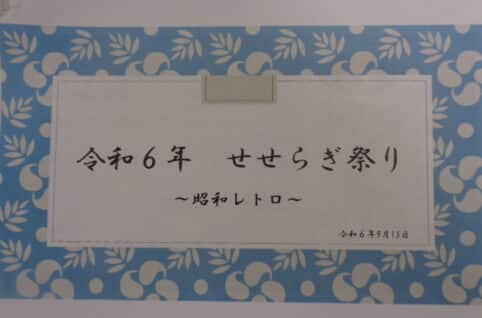 令和６年　せせらぎ祭り
～昭和レトロ～
令和６年９月１５日